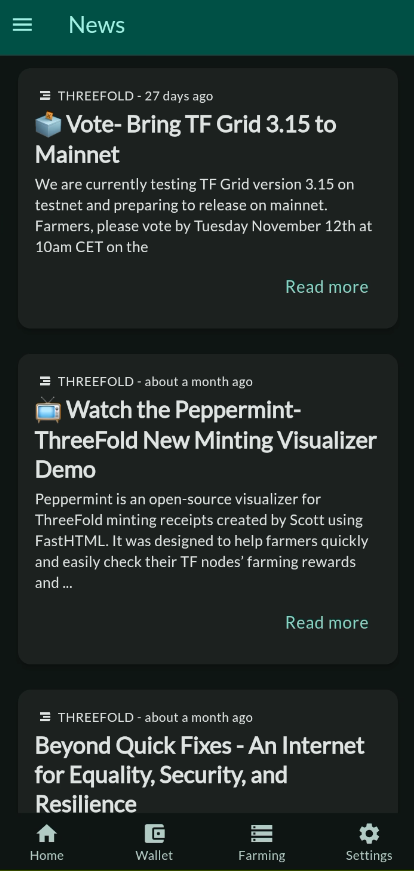 News
THREEFOLD - 27 days ago
🗳️ Vote- Bring TF Grid 3.15 to
Mainnet
We are currently testing TF Grid version 3.15 on
testnet and preparing to release on mainnet.
Farmers, please vote by Tuesday November 12th at
10am CET on the
Read more
THREEFOLD - about a month ago
📺 Watch the Peppermint-
ThreeFold New Minting Visualizer
Demo
Peppermint is an open-source visualizer for
ThreeFold minting receipts created by Scott using
FastHTML. It was designed to help farmers quickly
and easily check their TF nodes’ farming rewards
and ...
Read more
THREEFOLD - about a month ago
Beyond Quick Fixes - An Internet
for Equality, Security, and
Resilience
Home
Wallet
Farming
Settings